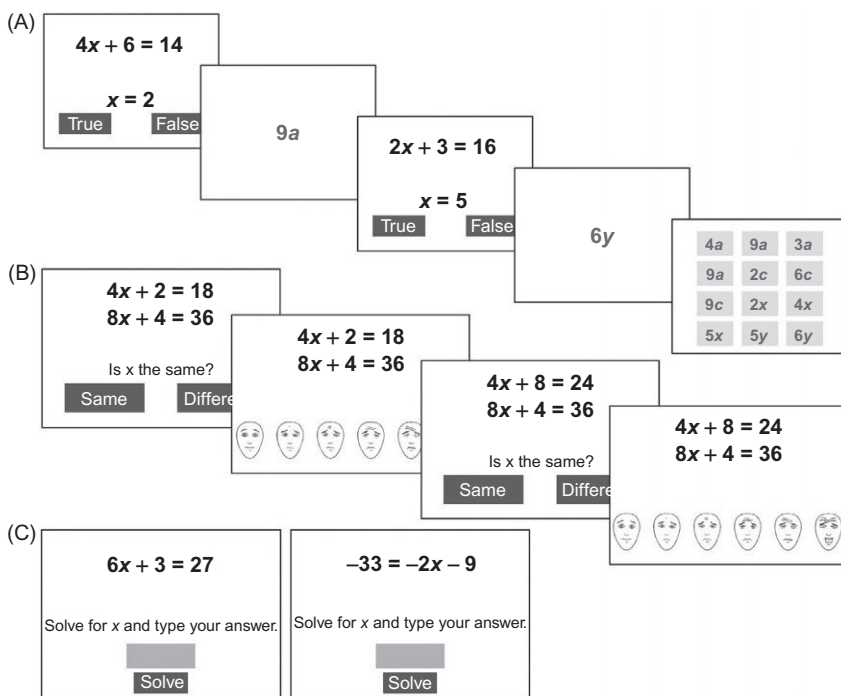 (A)
4x + 6 = 14
x = 2
True False
9a
2x + 3 = 16
x = 5
True False
6y
4a 9a 3a
9a 2c 6c
9c 2x 4x
5x 5y 6y
(B)
4x + 2 = 18
8x + 4 = 36
Is x the same?
Same Differe
4x + 2 = 18
8x + 4 = 36
4x + 8 = 24
8x + 4 = 36
Is x the same?
Same Differe
4x + 8 = 24
8x + 4 = 36
(C)
6x + 3 = 27
Solve for x and type your answer.
Solve
–33 = –2x – 9
Solve for x and type your answer.
Solve